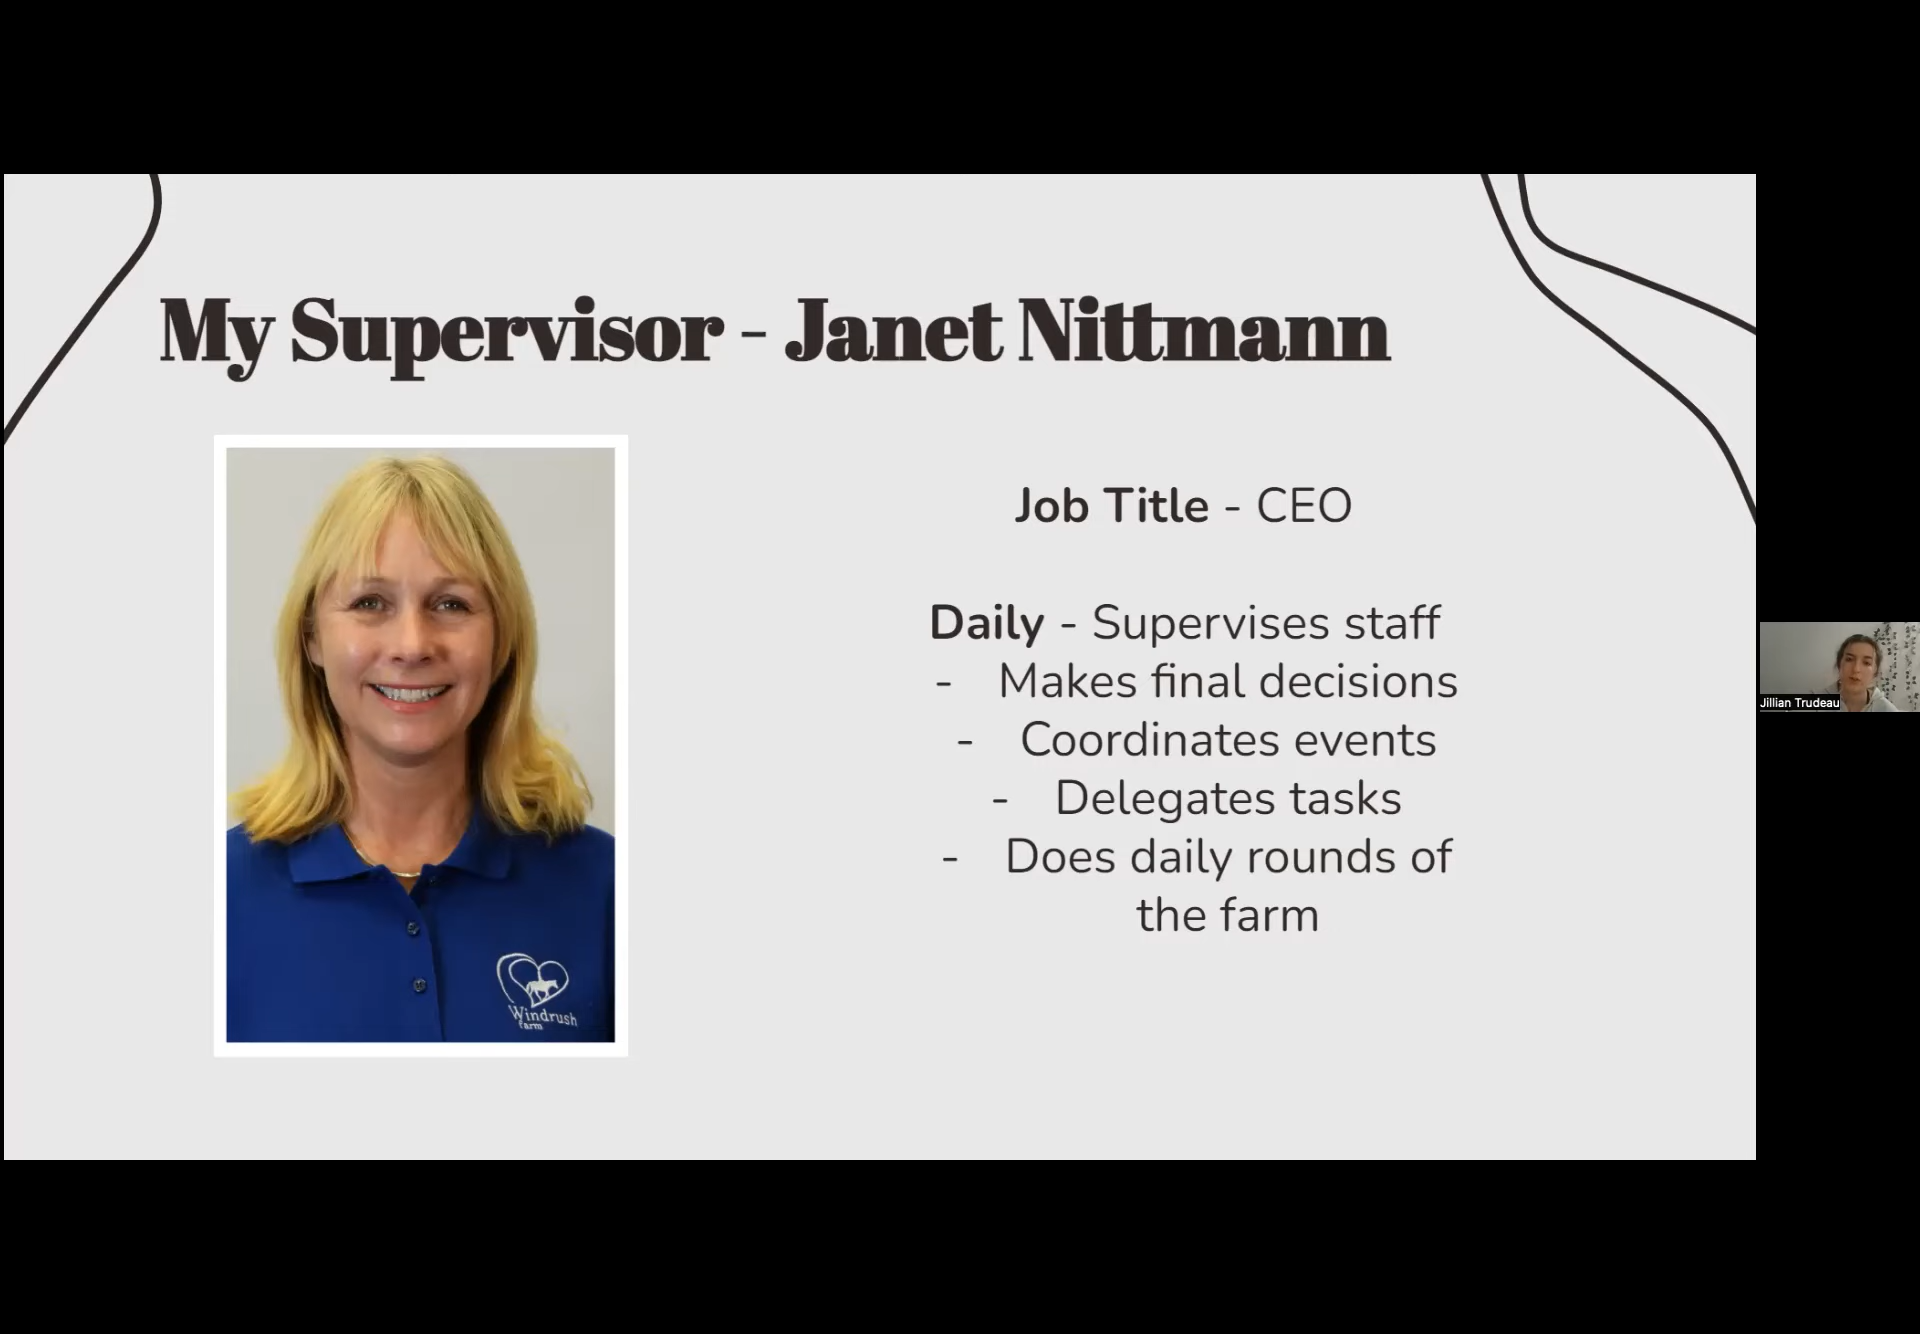 My Supervisor - Janet Nittmann
Job Title - CEO
Daily - Supervises staff
- Makes final decisions
- Coordinates events
- Delegates tasks
- Does daily rounds of
the farm
Windrush
farm
Jillian Trudeau